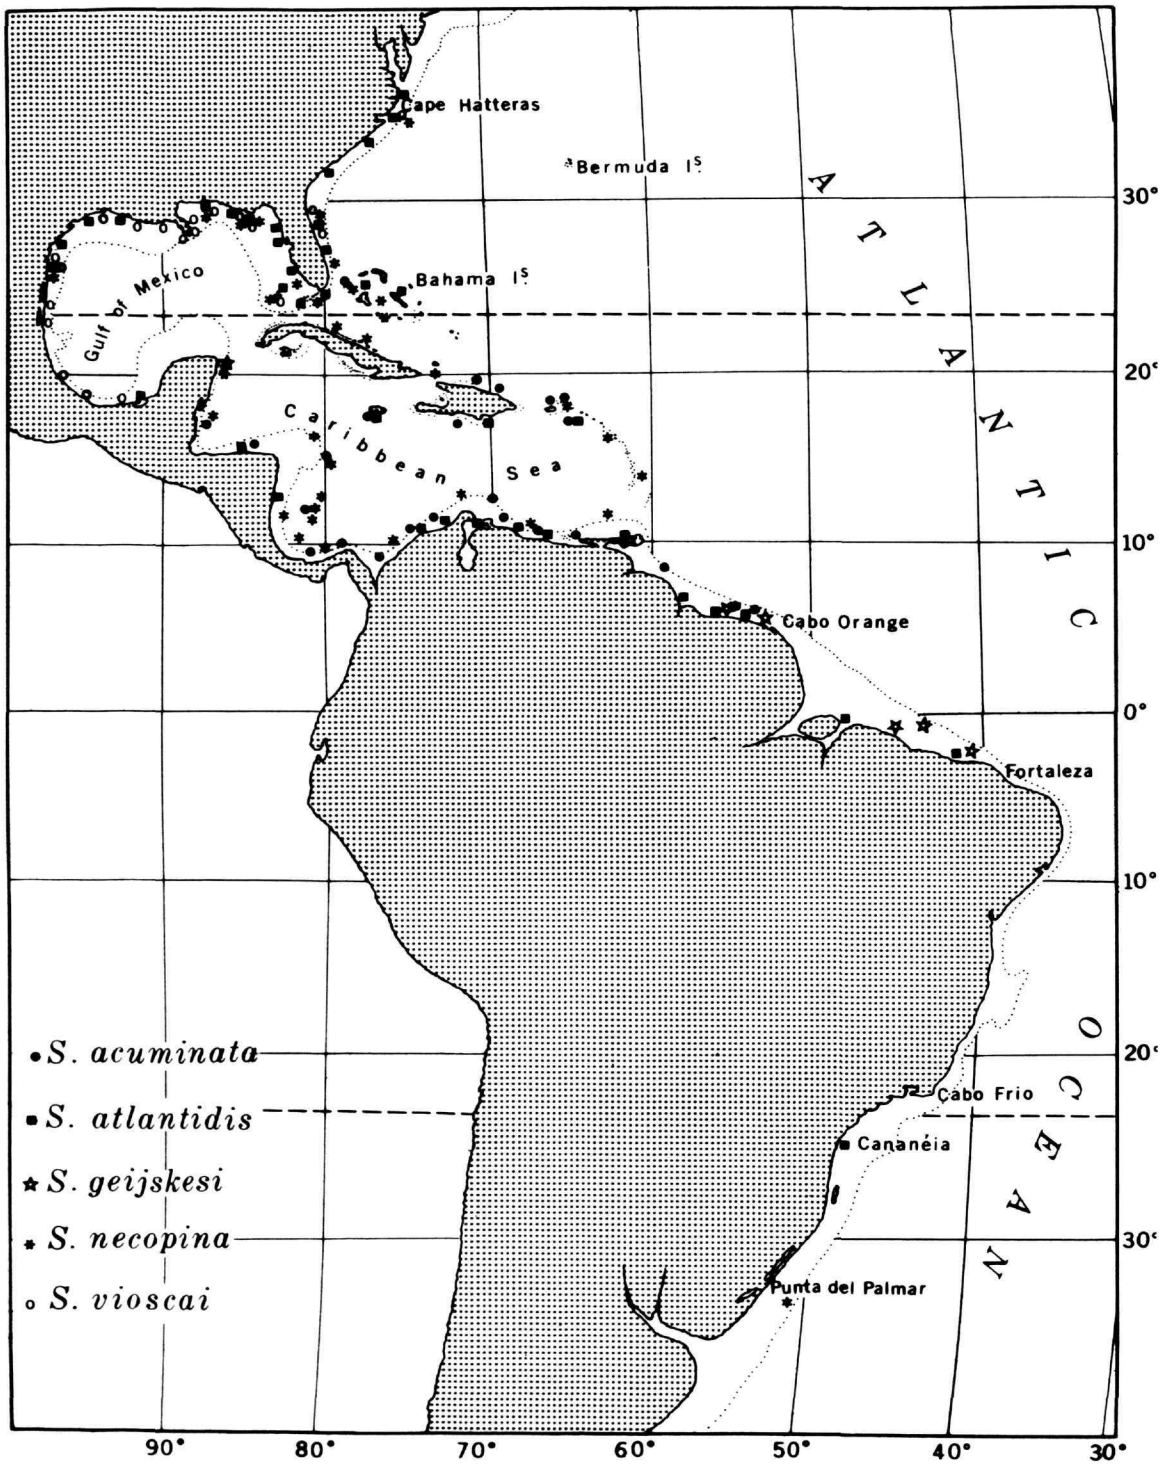 Cape Hatteras
Bermuda Iˢ.
30°
Bahama Iˢ.
Gulf of Mexico
20°
Caribbean Sea
10°
Cabo Orange
ATLANTIC OCEAN
0°
Fortaleza
10°
S. acuminata
20°
Cabo Frio
S. atlantidis
Cananéia
S. geijskesi
S. necopina
30°
Punta del Palmar
S. vioscai
90° 80° 70° 60° 50° 40° 30°